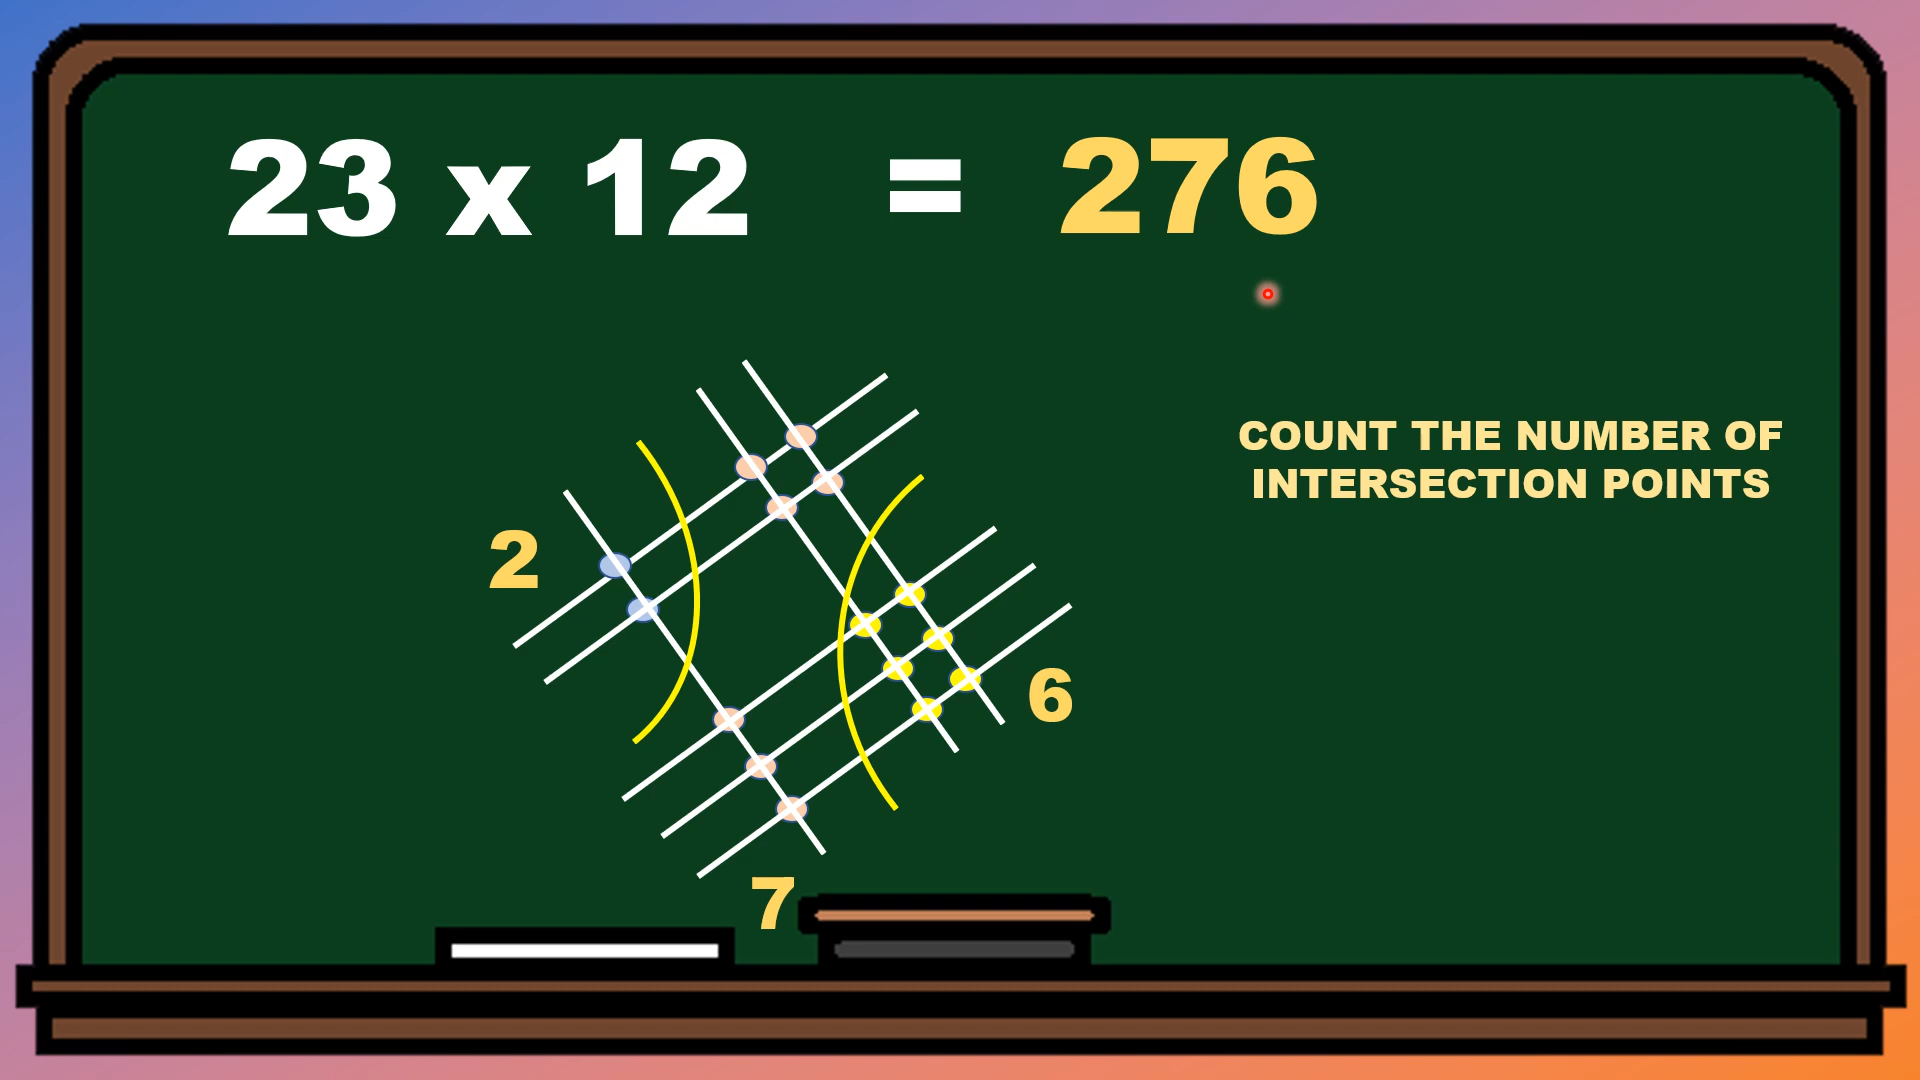 23 x 12 = 276
COUNT THE NUMBER OF
INTERSECTION POINTS
2
6
7